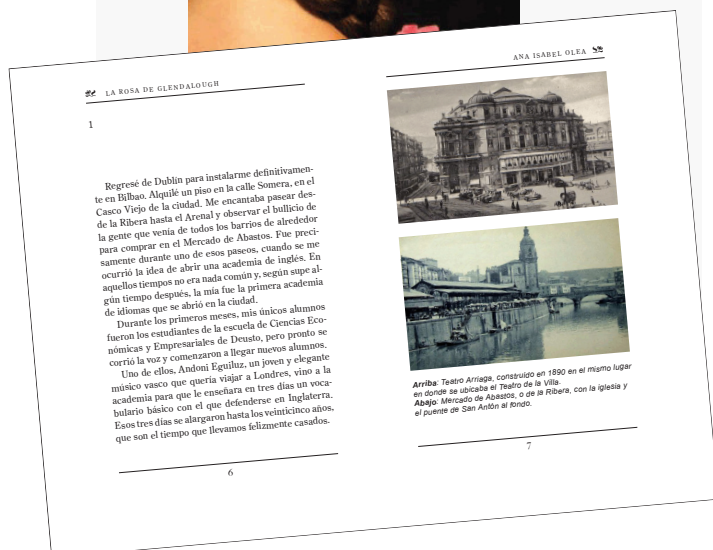 LA ROSA DE GLENDALOUGH
1
Regresé de Dublín para instalarme definitivamen-
te en Bilbao. Alquilé un piso en la calle Somera, en el
Casco Viejo de la ciudad. Me encantaba pasear des-
de la Ribera hasta el Arenal y observar el bullicio de
la gente que venía de todos los barrios de alrededor
para comprar en el Mercado de Abastos. Fue preci-
samente durante uno de esos paseos, cuando se me
ocurrió la idea de abrir una academia de inglés. En
aquellos tiempos no era nada común y, según supe al-
gún tiempo después, la mía fue la primera academia
de idiomas que se abrió en la ciudad.
Durante los primeros meses, mis únicos alumnos
fueron los estudiantes de la escuela de Ciencias Eco-
nómicas y Empresariales de Deusto, pero pronto se
corrió la voz y comenzaron a llegar nuevos alumnos.
Uno de ellos, Andoni Eguiluz, un joven y elegante
músico vasco que quería viajar a Londres, vino a la
academia para que le enseñara en tres días un voca-
bulario básico con el que defenderse en Inglaterra.
Esos tres días se alargaron hasta los veinticinco años,
que son el tiempo que llevamos felizmente casados.
6
ANA ISABEL OLEA
Arriba: Teatro Arriaga, construido en 1890 en el mismo lugar
en donde se ubicaba el Teatro de la Villa.
Abajo: Mercado de Abastos, o de la Ribera, con la iglesia y
el puente de San Antón al fondo.
7